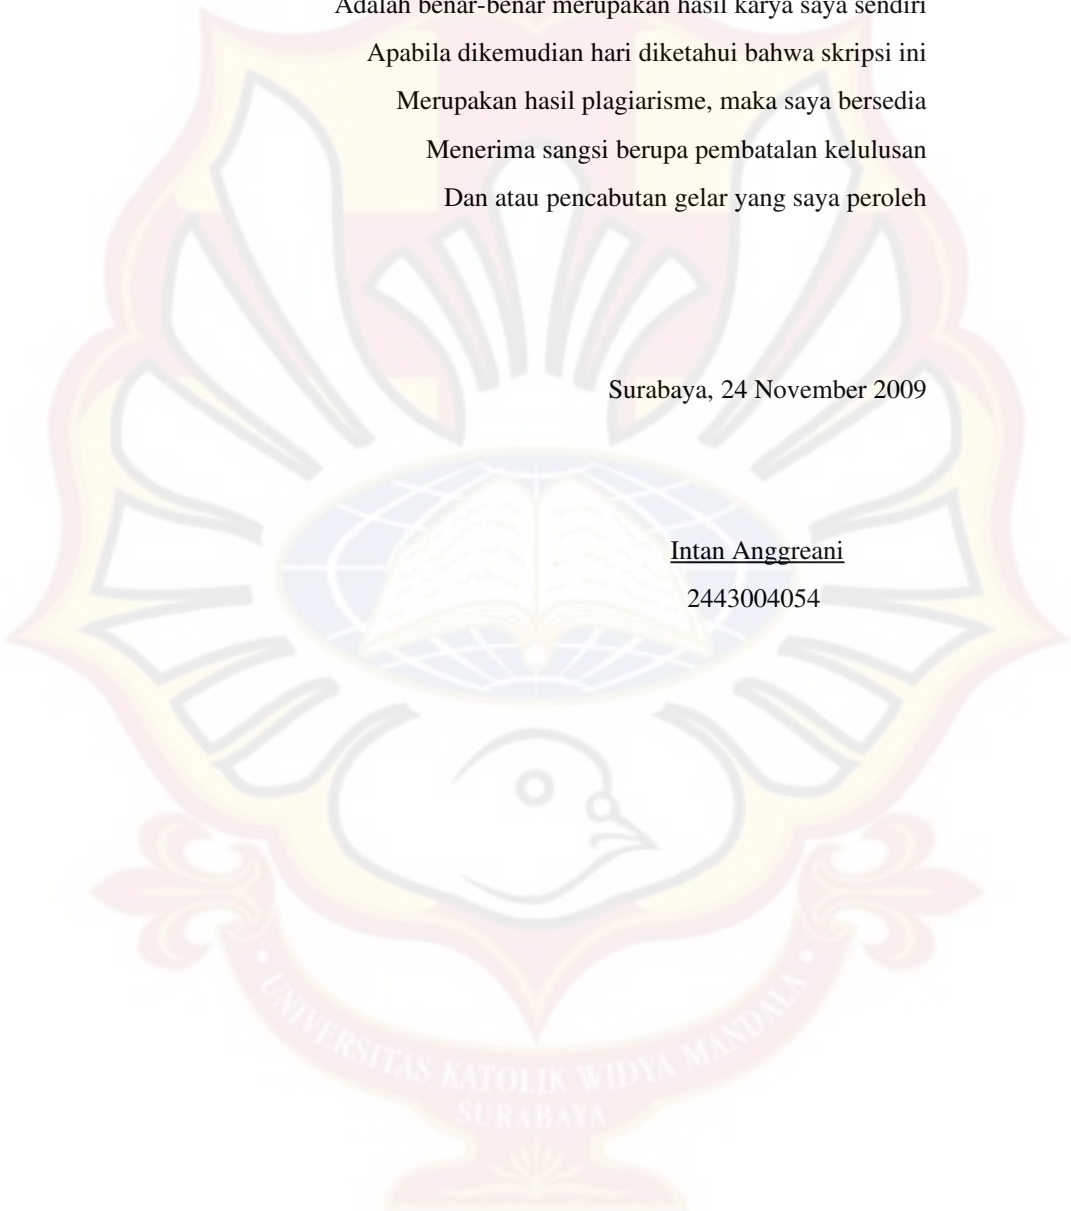 Adalah benar-benar merupakan hasil karya saya sendiri
Apabila dikemudian hari diketahui bahwa skripsi ini
Merupakan hasil plagiarisme, maka saya bersedia
Menerima sangsi berupa pembatalan kelulusan
Dan atau pencabutan gelar yang saya peroleh
Surabaya, 24 November 2009
Intan Anggreani
2443004054
UNIVERSITAS KATOLIK WIDYA MANDALA
SURABAYA